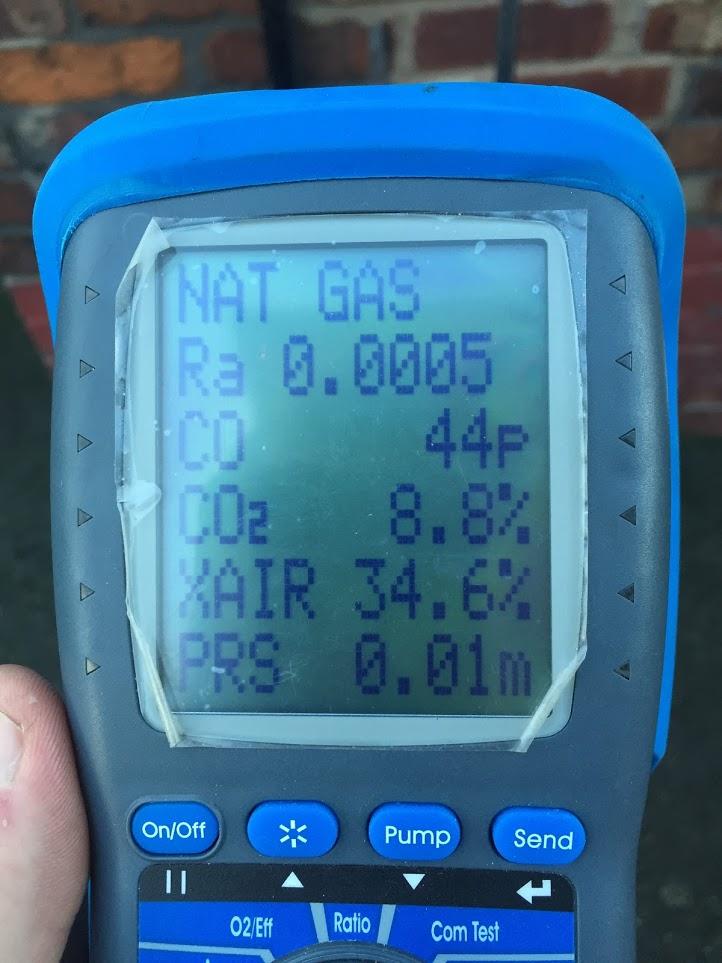 NAT GAS
Ra 0.0005
CO 44p
CO₂ 8.8%
XAIR 34.6%
PRS 0.01m
On/Off
Pump
Send
O2/Eff
Ratio
Com Test